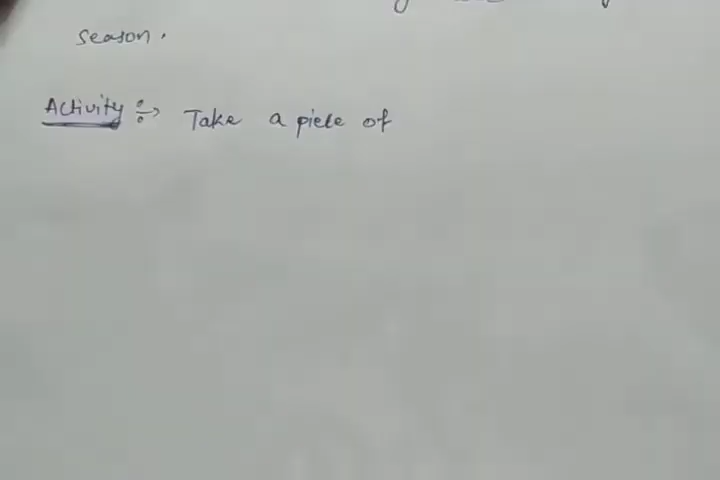 season.
Activity :-> Take a piece of